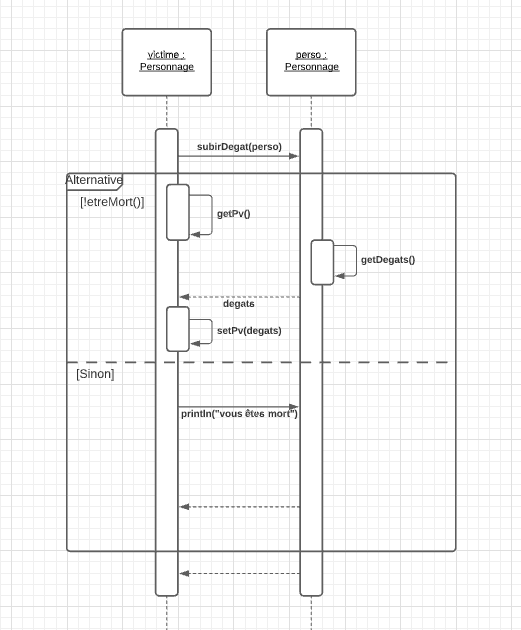 victime :
Personnage
perso :
Personnage
subirDegat(perso)
Alternative
[!etreMort()]
getPv()
getDegats()
degats
setPv(degats)
[Sinon]
println("vous êtes mort")